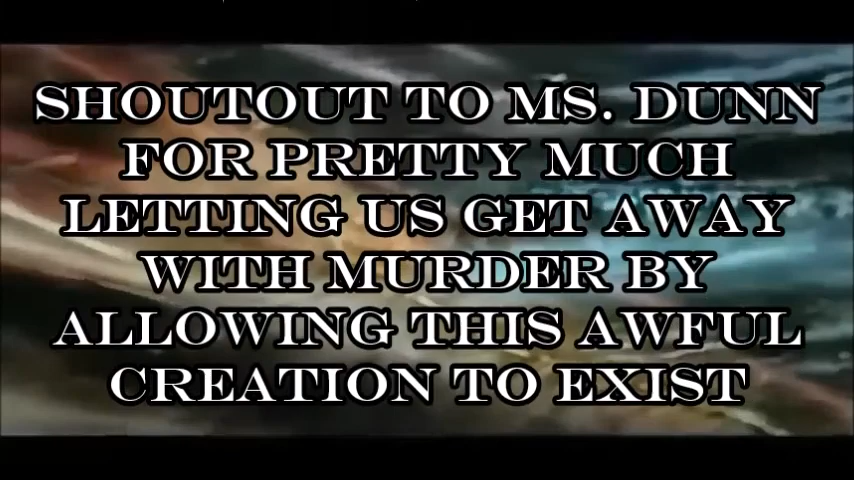 SHOUTOUT TO MS. DUNN
FOR PRETTY MUCH
LETTING US GET AWAY
WITH MURDER BY
ALLOWING THIS AWFUL
CREATION TO EXIST